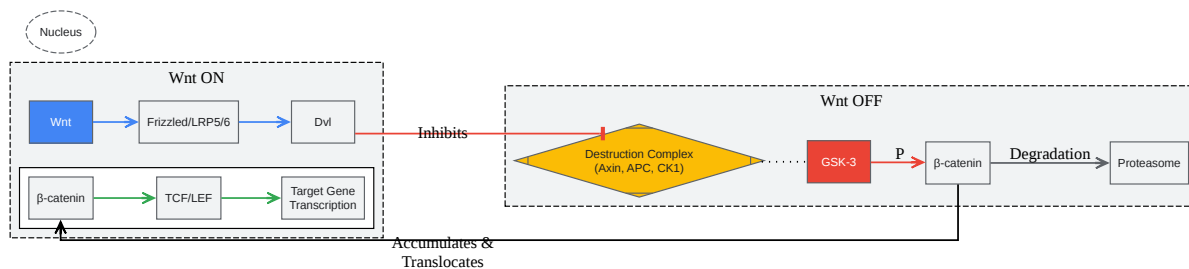 Nucleus
Wnt ON
Wnt
Frizzled/LRP5/6
Dvl
Inhibits
β-catenin
TCF/LEF
Target Gene
Transcription
Wnt OFF
Destruction Complex
(Axin, APC, CK1)
GSK-3
P
β-catenin
Degradation
Proteasome
Accumulates &
Translocates